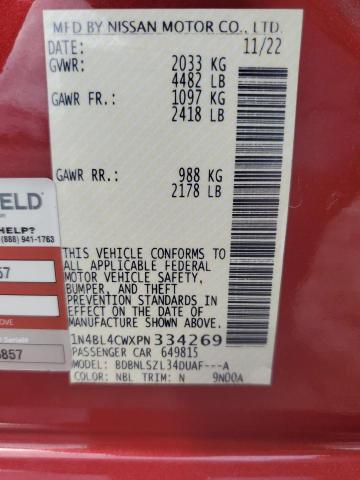 MFD BY NISSAN MOTOR CO., LTD.
DATE: 11/22
GVWR: 2033 KG
4482 LB
GAWR FR.: 1097 KG
2418 LB
GAWR RR.: 988 KG
2178 LB
THIS VEHICLE CONFORMS TO
ALL APPLICABLE FEDERAL
MOTOR VEHICLE SAFETY,
BUMPER, AND THEFT
PREVENTION STANDARDS IN
EFFECT ON THE DATE OF
MANUFACTURE SHOWN ABOVE.
1N4BL4CWXPN334269
PASSENGER CAR 649815
MODEL: BDBNLSZL34DUAF---A
COLOR: NBL TRIM: N 9N00A
ELD
HELP?
(888) 941-1763
57
5857